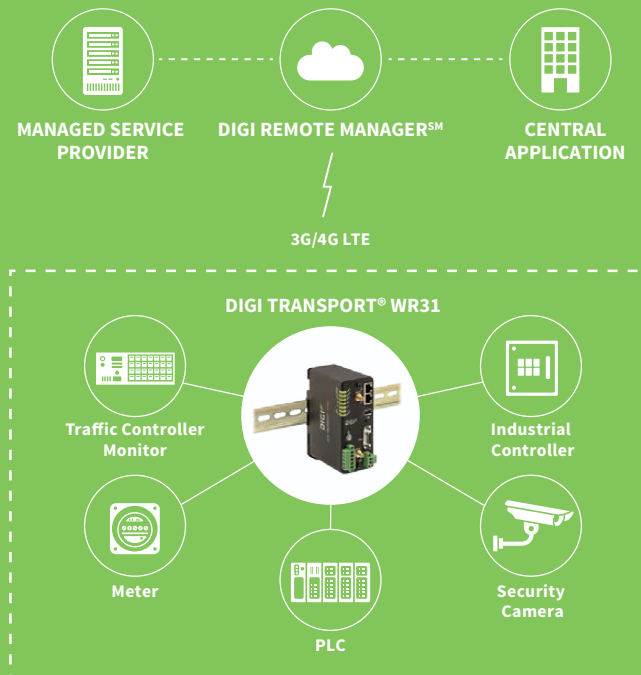 MANAGED SERVICE
PROVIDER
DIGI REMOTE MANAGER℠
CENTRAL
APPLICATION
3G/4G LTE
DIGI TRANSPORT® WR31
Traffic Controller
Monitor
Industrial
Controller
DIGI
Meter
PLC
Security
Camera